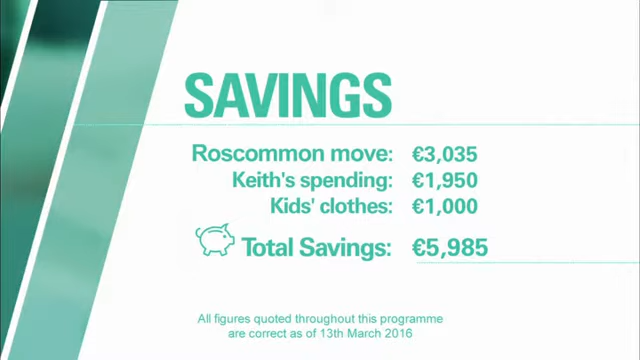 SAVINGS
Roscommon move: €3,035
Keith's spending: €1,950
Kids' clothes: €1,000
Total Savings: €5,985
All figures quoted throughout this programme
are correct as of 13th March 2016